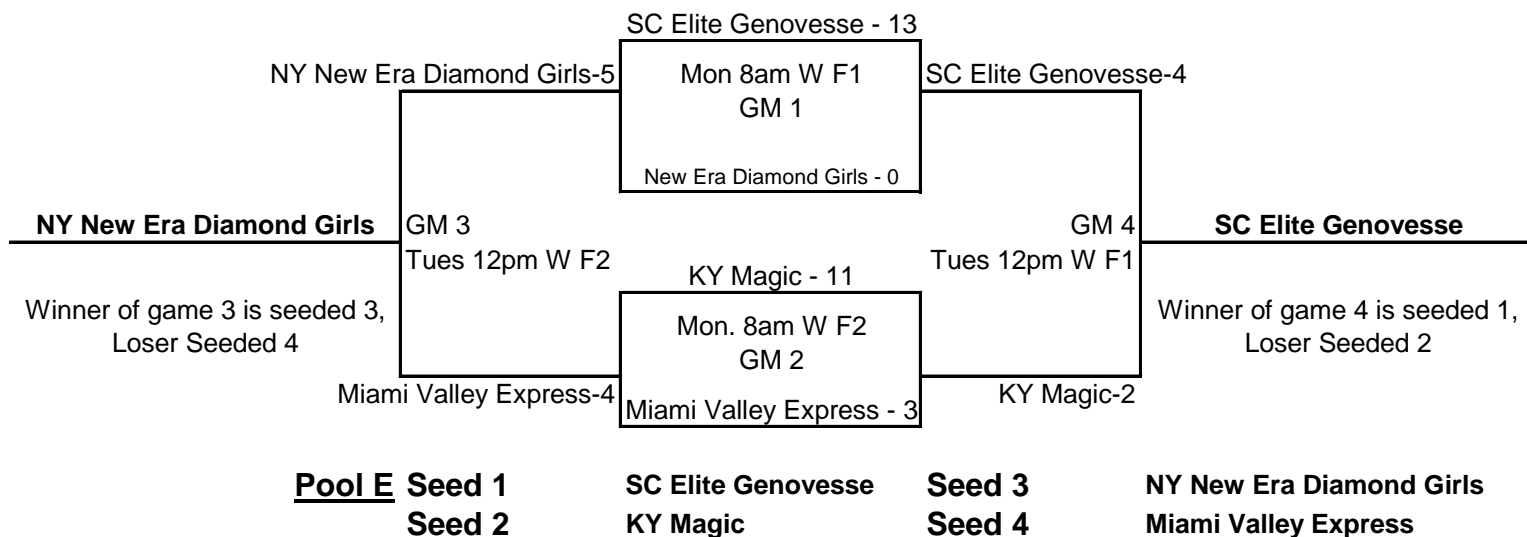 SC Elite Genovesse - 13
NY New Era Diamond Girls-5
Mon 8am W F1
GM 1
SC Elite Genovesse-4
New Era Diamond Girls - 0
NY New Era Diamond Girls
GM 3
Tues 12pm W F2
GM 4
Tues 12pm W F1
SC Elite Genovesse
KY Magic - 11
Winner of game 3 is seeded 3,
Loser Seeded 4
Mon. 8am W F2
GM 2
Winner of game 4 is seeded 1,
Loser Seeded 2
Miami Valley Express-4
Miami Valley Express - 3
KY Magic-2
Pool E Seed 1 SC Elite Genovesse Seed 3 NY New Era Diamond Girls
Seed 2 KY Magic Seed 4 Miami Valley Express